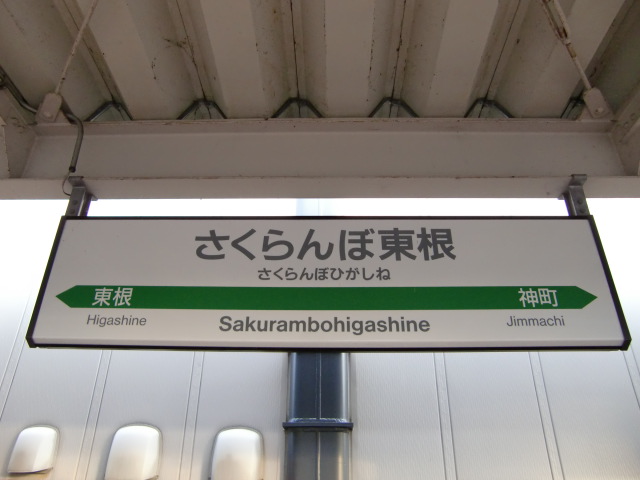 さくらんぼ東根
さくらんぼひがしね
東根 神町
Higashine Sakurambohigashine Jimmachi